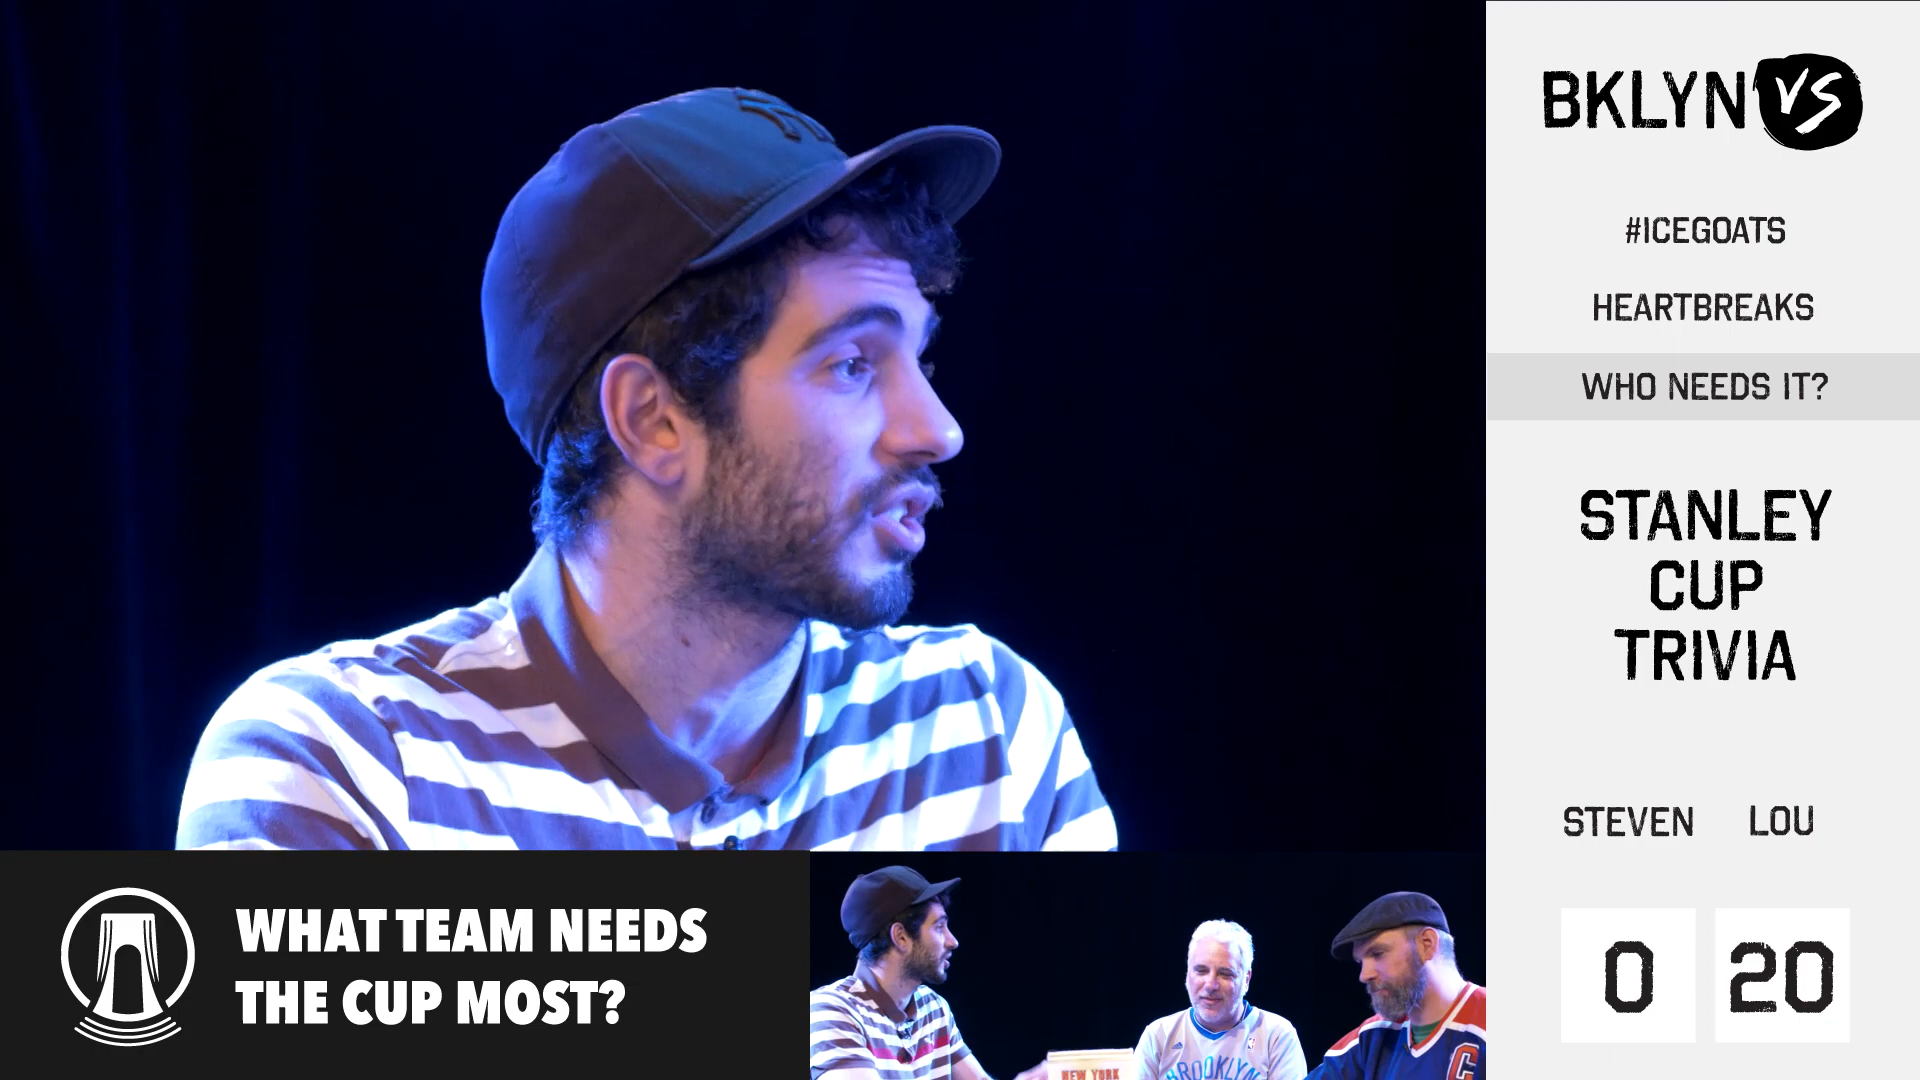 BKLYN VS
#ICEGOATS
HEARTBREAKS
WHO NEEDS IT?
STANLEY
CUP
TRIVIA
STEVEN LOU
0 20
WHAT TEAM NEEDS
THE CUP MOST?
NEW YORK
BROOKLYN
C
NY